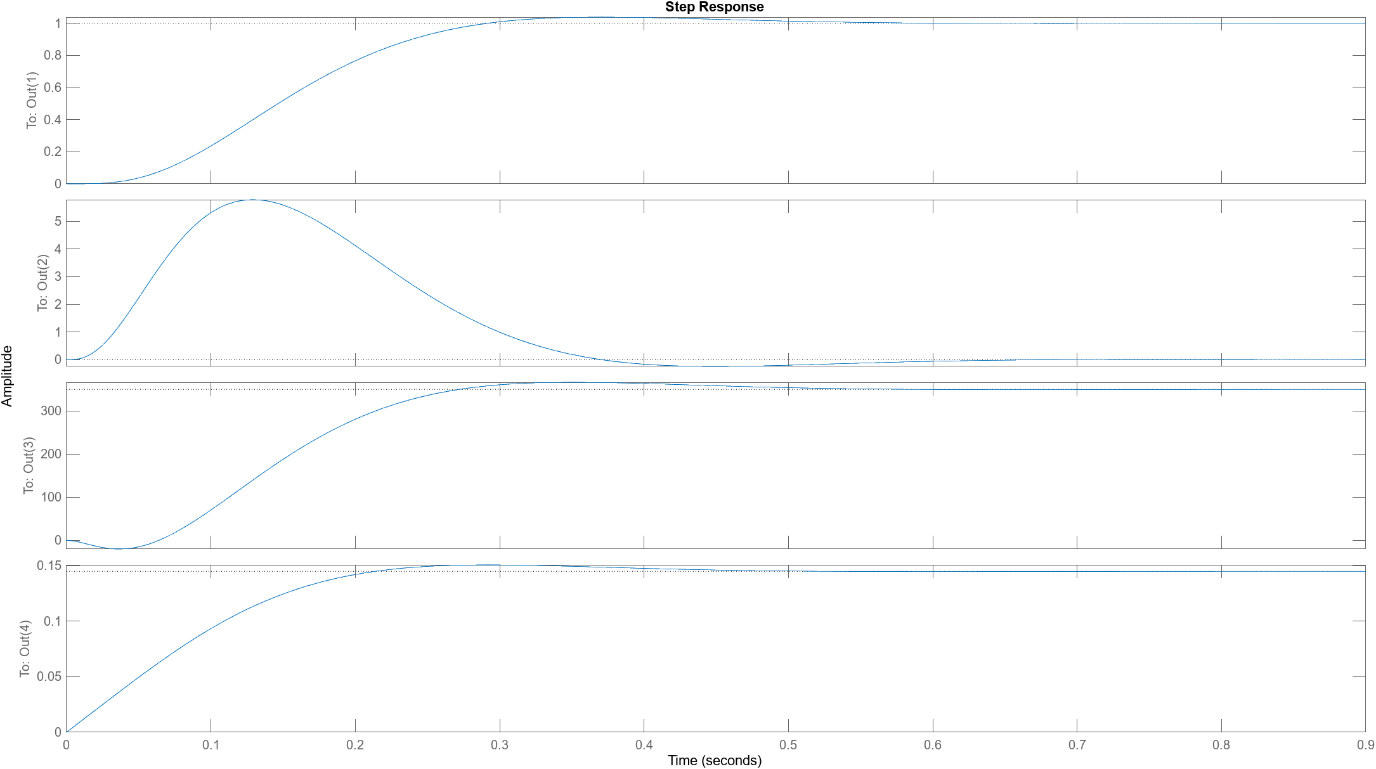 Step Response
Amplitude
To: Out(1)
1
0.8
0.6
0.4
0.2
0
To: Out(2)
5
4
3
2
1
0
To: Out(3)
300
200
100
0
To: Out(4)
0.15
0.1
0.05
0
0 0.1 0.2 0.3 0.4 0.5 0.6 0.7 0.8 0.9
Time (seconds)